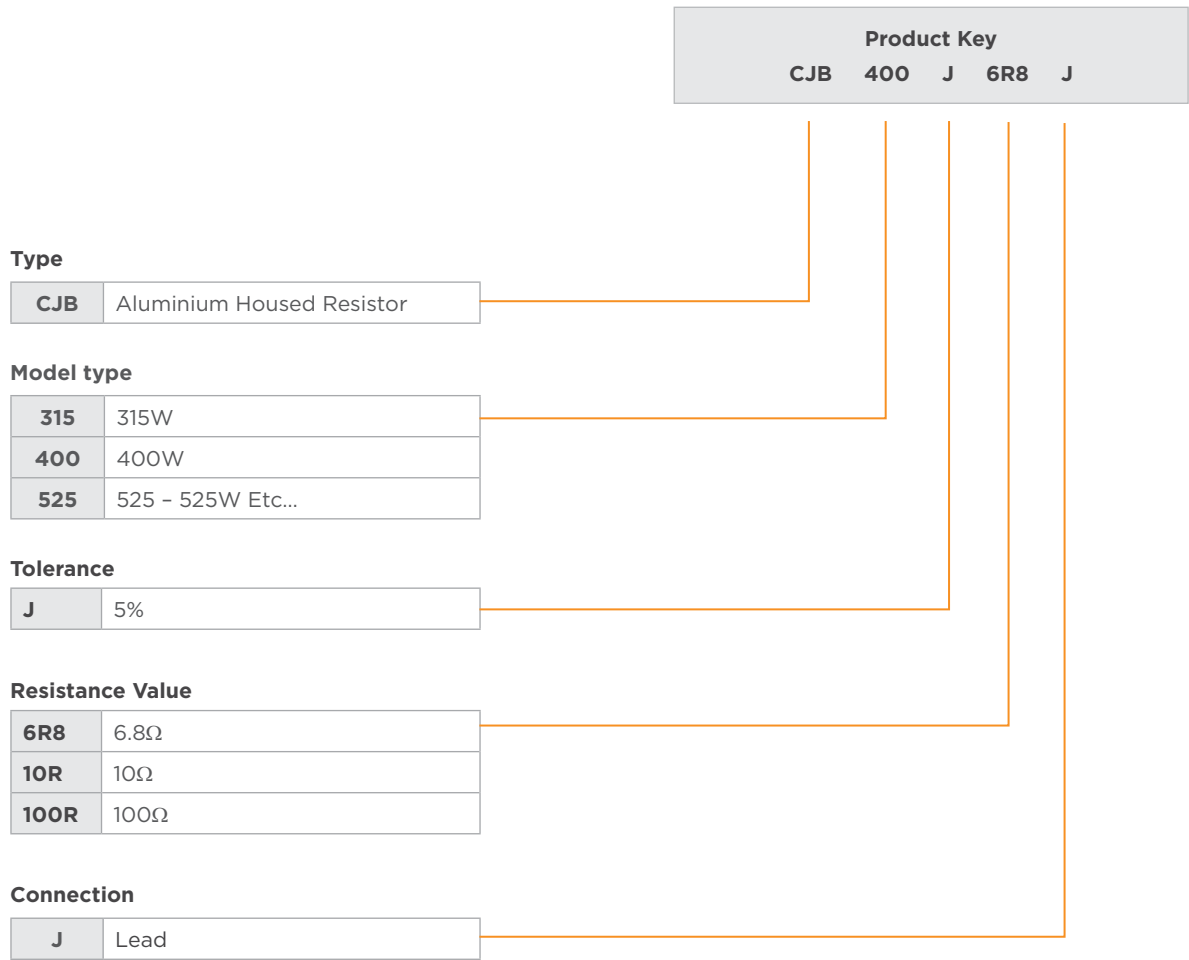 Product Key
CJB 400 J 6R8 J
Type
CJB Aluminium Housed Resistor
Model type
315 315W
400 400W
525 525 – 525W Etc...
Tolerance
J 5%
Resistance Value
6R8 6.8Ω
10R 10Ω
100R 100Ω
Connection
J Lead